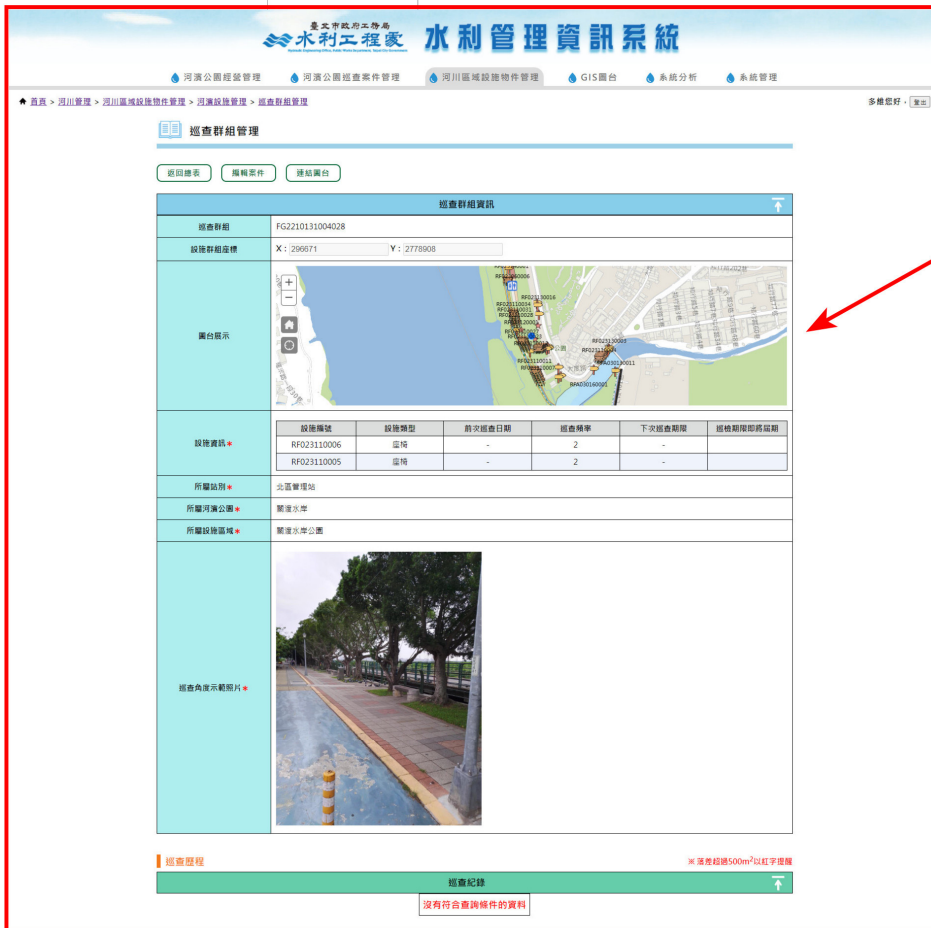 臺北市政府工務局
水利工程處 水利管理資訊系統
河濱公園經營管理 河濱公園巡查案件管理 河川區域設施物件管理 GIS圖台 系統分析 系統管理
首頁 > 河川管理 > 河川區域設施物件管理 > 河濱設施管理 > 巡查群組管理
多維您好, 登出
巡查群組管理
返回總表 編輯案件 連結圖台
巡查群組資訊
巡查群組 FG2210131004028
設施群組座標 X: 296671 Y: 2778908
圖台展示
RF023130016
RF023130003
RF023110011
RFA030160001
設施資訊*
設施編號 設施類型 前次巡查日期 巡查頻率 下次巡查期限 巡檢期限即將屆期
RF023110006 座椅 - 2 -
RF023110005 座椅 - 2 -
所屬站別* 北區管理站
所屬河濱公園* 關渡水岸
所屬設施區域* 關渡水岸公園
巡查角度示範照片*
巡查歷程
※ 落差超過500m²以紅字提醒
巡查紀錄
沒有符合查詢條件的資料